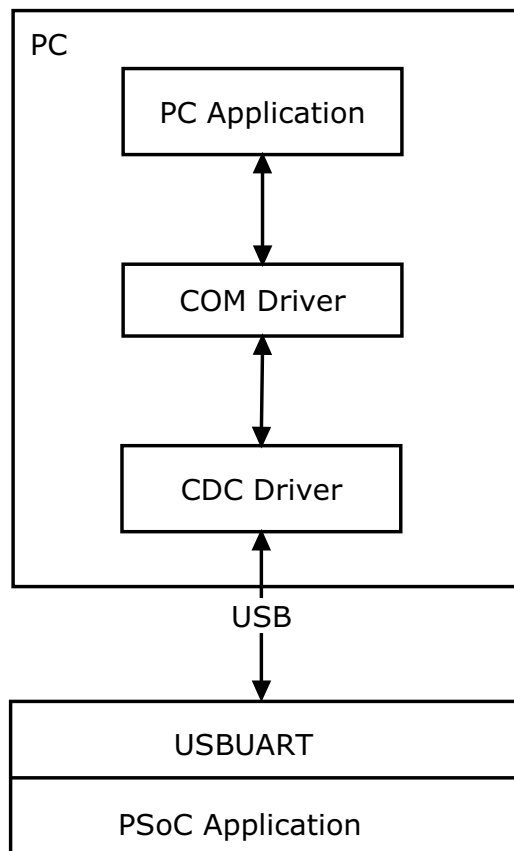 PC
PC Application
COM Driver
CDC Driver
USB
USBUART
PSoC Application